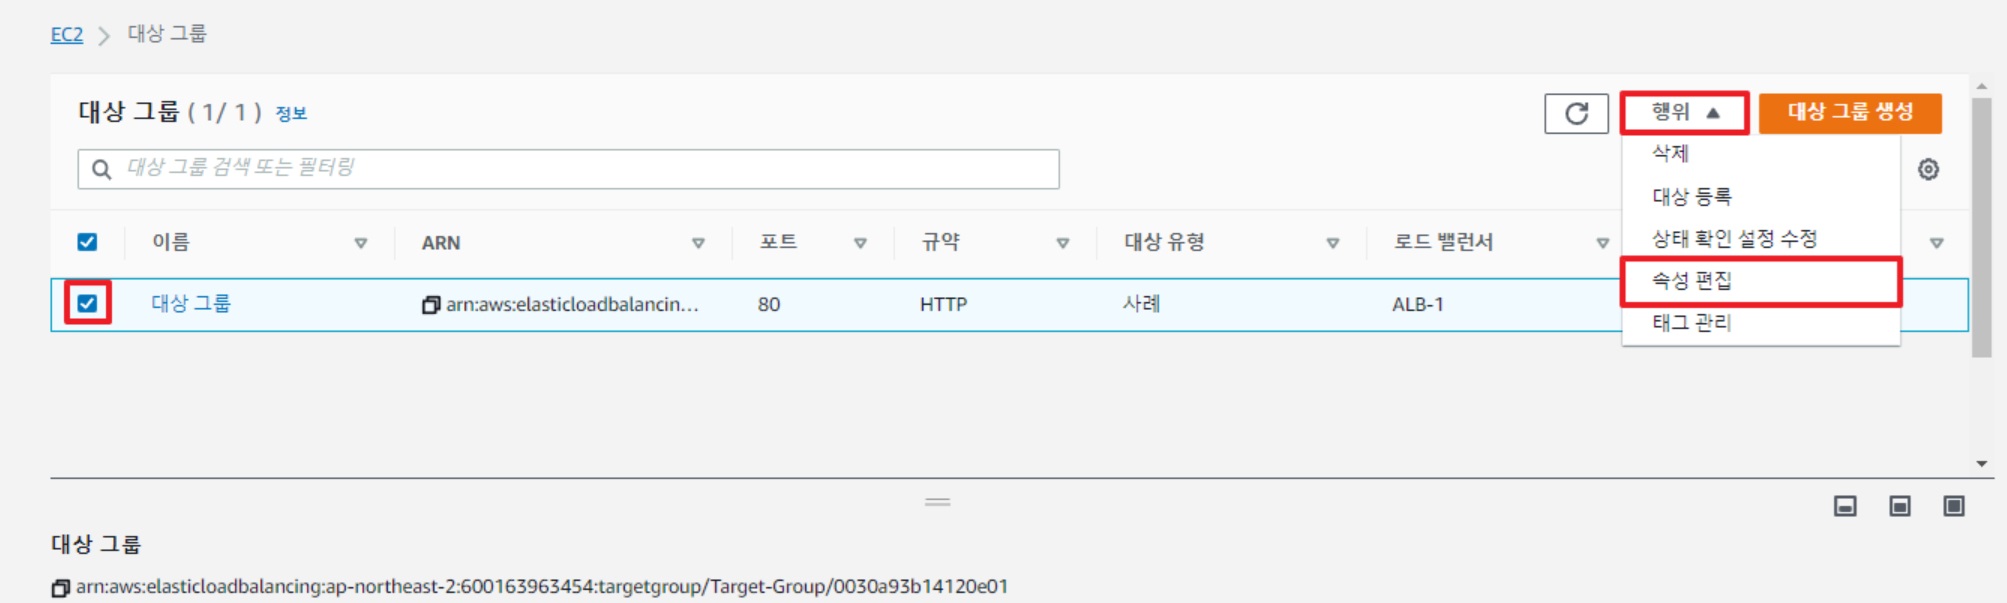 EC2 > 대상 그룹
대상 그룹 ( 1/ 1 ) 정보
행위 ▲
대상 그룹 생성
대상 그룹 검색 또는 필터링
삭제
대상 등록
상태 확인 설정 수정
속성 편집
태그 관리
이름 ARN 포트 규약 대상 유형 로드 밸런서
대상 그룹 arn:aws:elasticloadbalancin... 80 HTTP 사례 ALB-1
대상 그룹
arn:aws:elasticloadbalancing:ap-northeast-2:600163963454:targetgroup/Target-Group/0030a93b14120e01